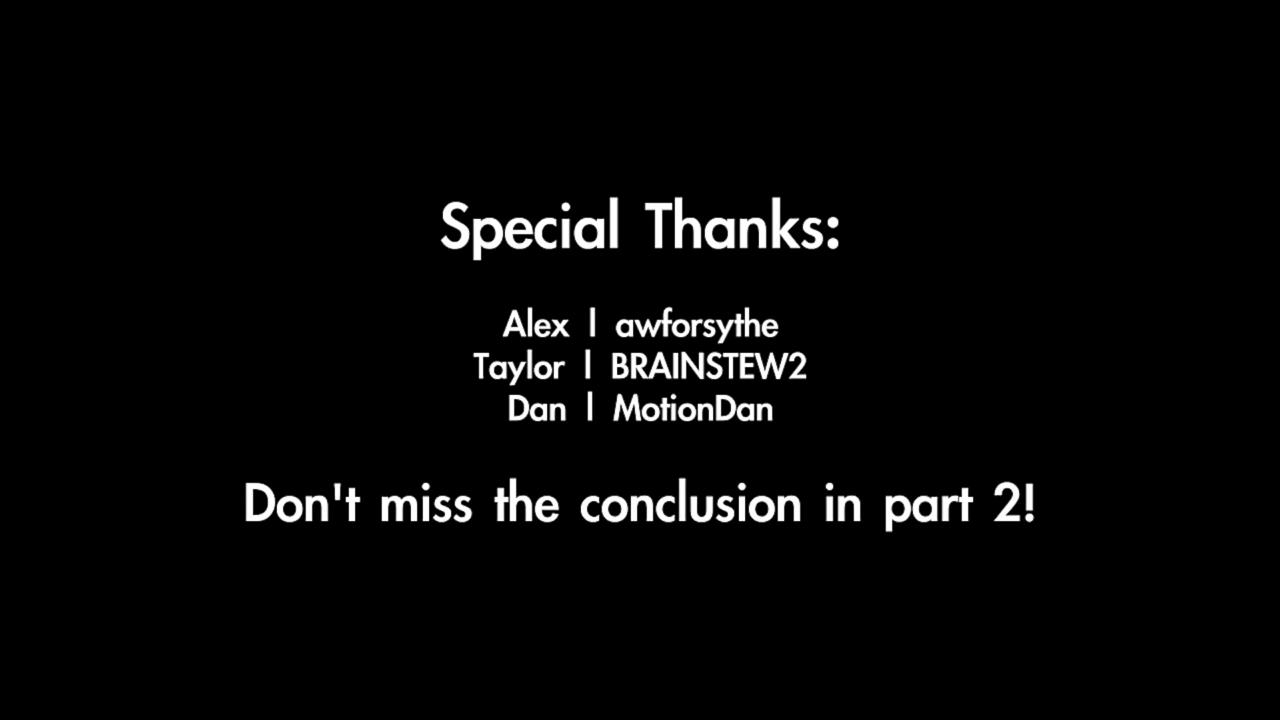 Special Thanks:
Alex | awforsythe
Taylor | BRAINSTEW2
Dan | MotionDan
Don't miss the conclusion in part 2!